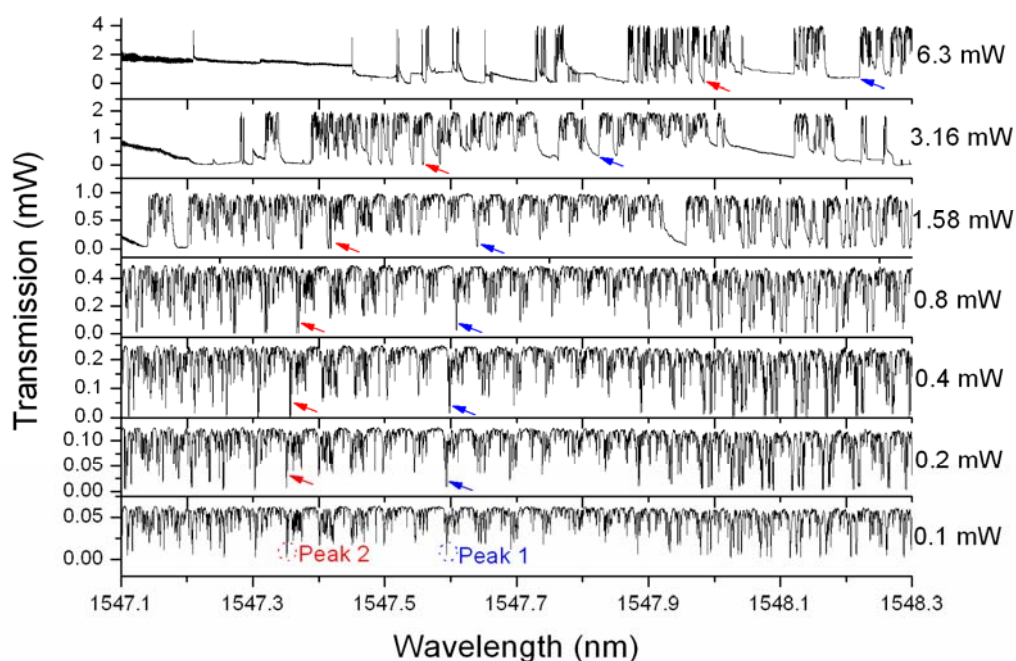 4
2
0
6.3 mW
2
1
0
3.16 mW
1.0
0.5
0.0
1.58 mW
0.4
0.2
0.0
0.8 mW
0.2
0.1
0.0
0.4 mW
0.10
0.05
0.00
0.2 mW
0.05
0.00
0.1 mW
Peak 2
Peak 1
Transmission (mW)
1547.1 1547.3 1547.5 1547.7 1547.9 1548.1 1548.3
Wavelength (nm)